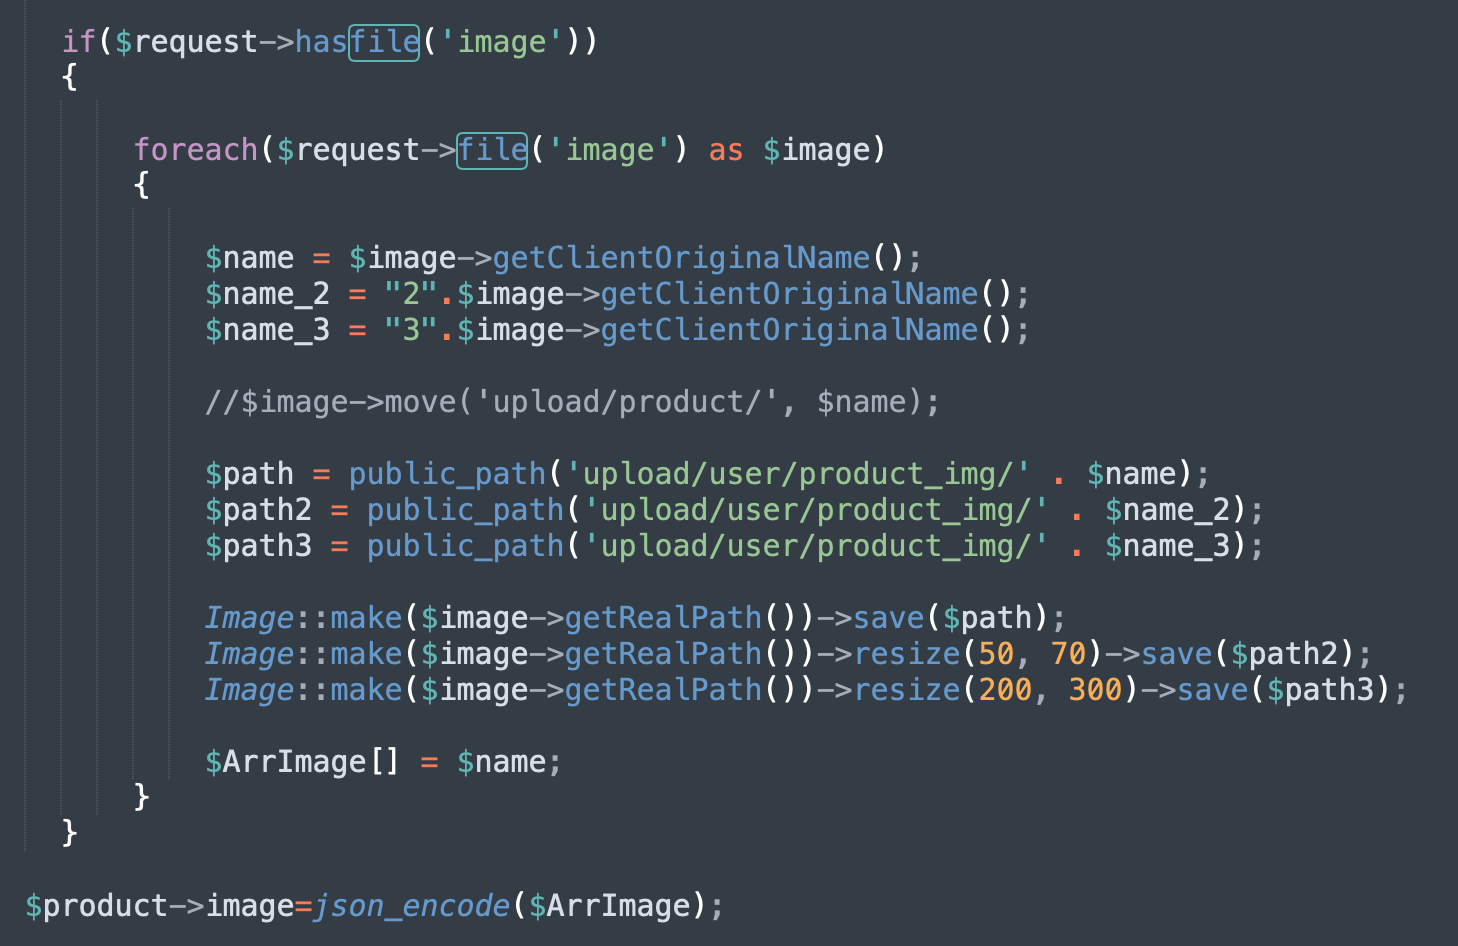 if($request->hasfile('image'))
{
foreach($request->file('image') as $image)
{
$name = $image->getClientOriginalName();
$name_2 = "2".$image->getClientOriginalName();
$name_3 = "3".$image->getClientOriginalName();
//$image->move('upload/product/', $name);
$path = public_path('upload/user/product_img/' . $name);
$path2 = public_path('upload/user/product_img/' . $name_2);
$path3 = public_path('upload/user/product_img/' . $name_3);
Image::make($image->getRealPath())->save($path);
Image::make($image->getRealPath())->resize(50, 70)->save($path2);
Image::make($image->getRealPath())->resize(200, 300)->save($path3);
$ArrImage[] = $name;
}
}
$product->image=json_encode($ArrImage);